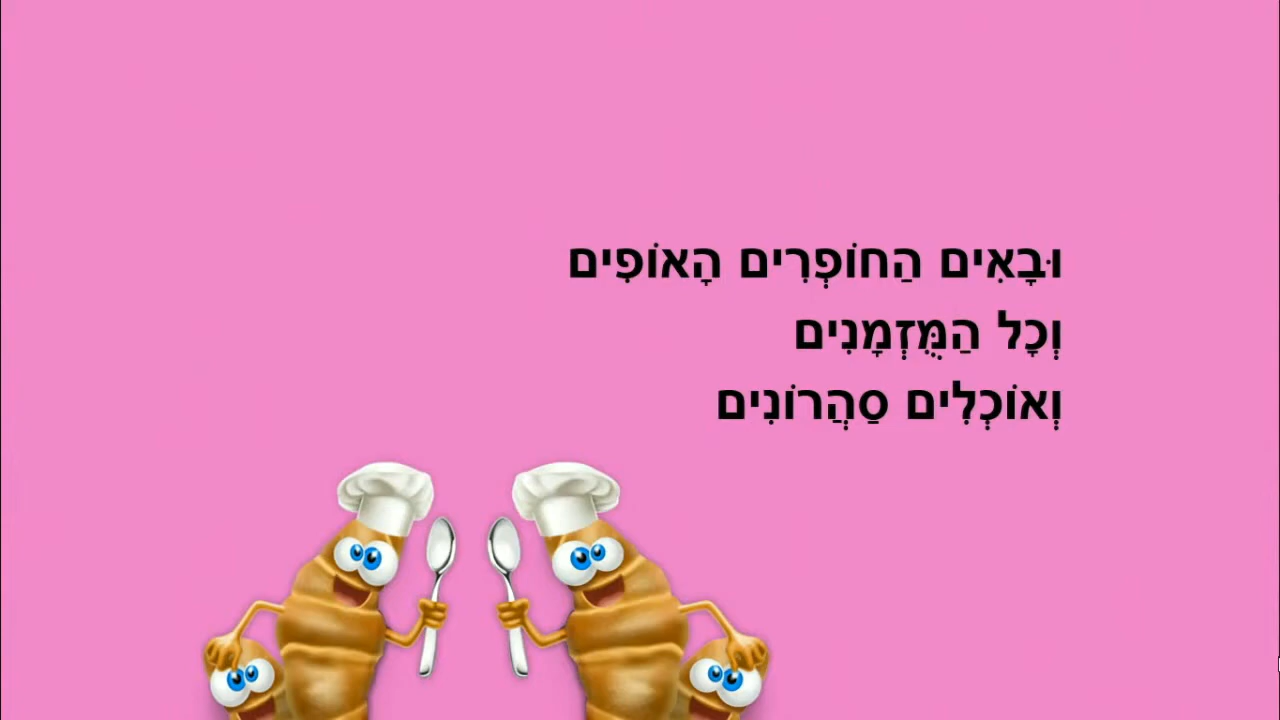 וּבָאִים הַחוֹפְרִים הָאוֹפִים
וְכָל הַמֻּזְמָנִים
וְאוֹכְלִים סַהֲרוֹנִים